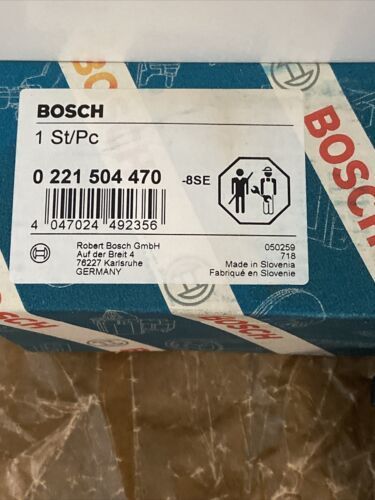 BOSCH
1 St/Pc
0 221 504 470
-8SE
4 047024 492356
Robert Bosch GmbH
Auf der Breit 4
76227 Karlsruhe
GERMANY
050259
718
Made in Slovenia
Fabriqué en Slovenie
BOSCH
BOSCH